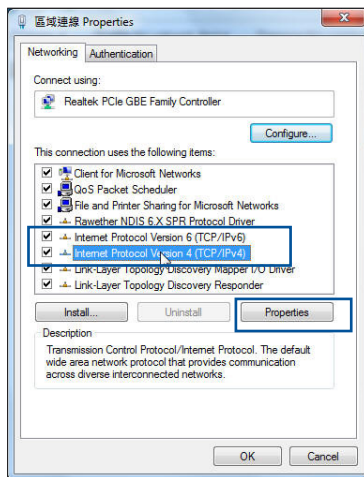 區域連線 Properties
Networking
Authentication
Connect using:
Realtek PCIe GBE Family Controller
Configure...
This connection uses the following items:
Client for Microsoft Networks
QoS Packet Scheduler
File and Printer Sharing for Microsoft Networks
Rawether NDIS 6.X SPR Protocol Driver
Internet Protocol Version 6 (TCP/IPv6)
Internet Protocol Version 4 (TCP/IPv4)
Link-Layer Topology Discovery Mapper I/O Driver
Link-Layer Topology Discovery Responder
Install...
Uninstall
Properties
Description
Transmission Control Protocol/Internet Protocol. The default
wide area network protocol that provides communication
across diverse interconnected networks.
OK
Cancel